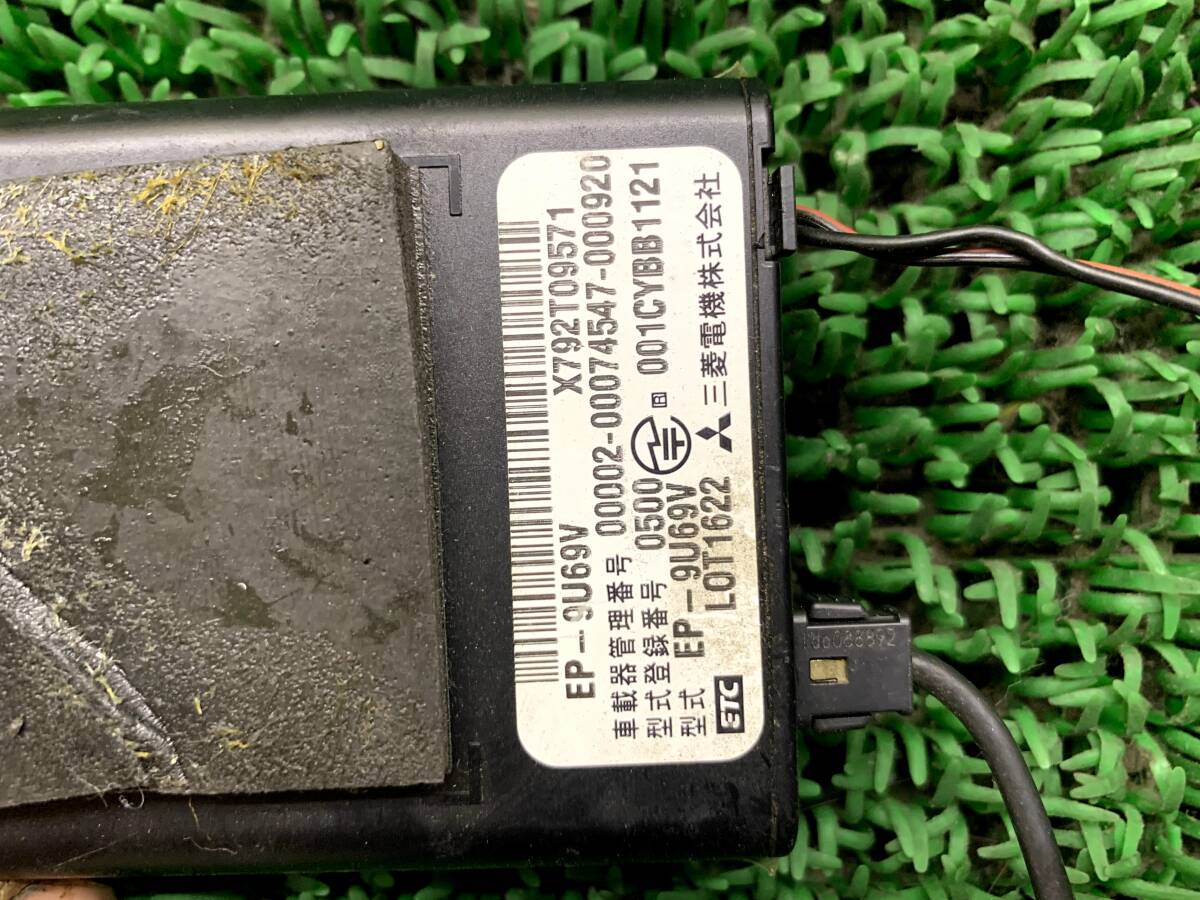 EP-9U69V X792T09571
車載器管理番号 00002-00074547-000920
型式登録番号 0500 001CYBB1121
型式 EP-9U69V
ETC LOT1622 三菱電機株式会社